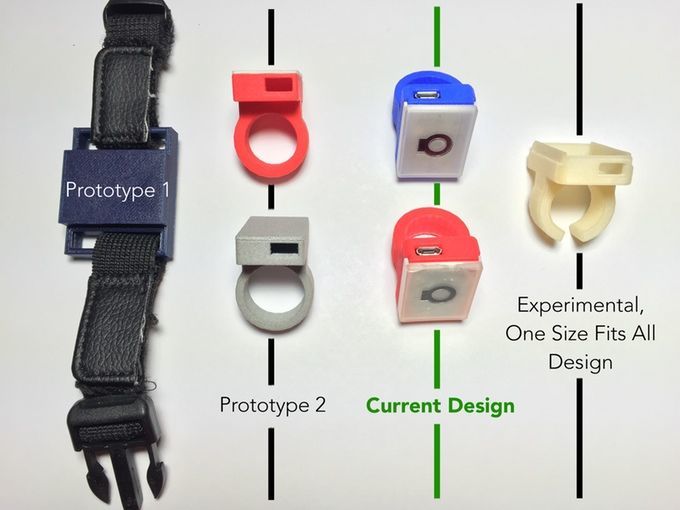 Prototype 1
Prototype 2
Current Design
Experimental,
One Size Fits All
Design